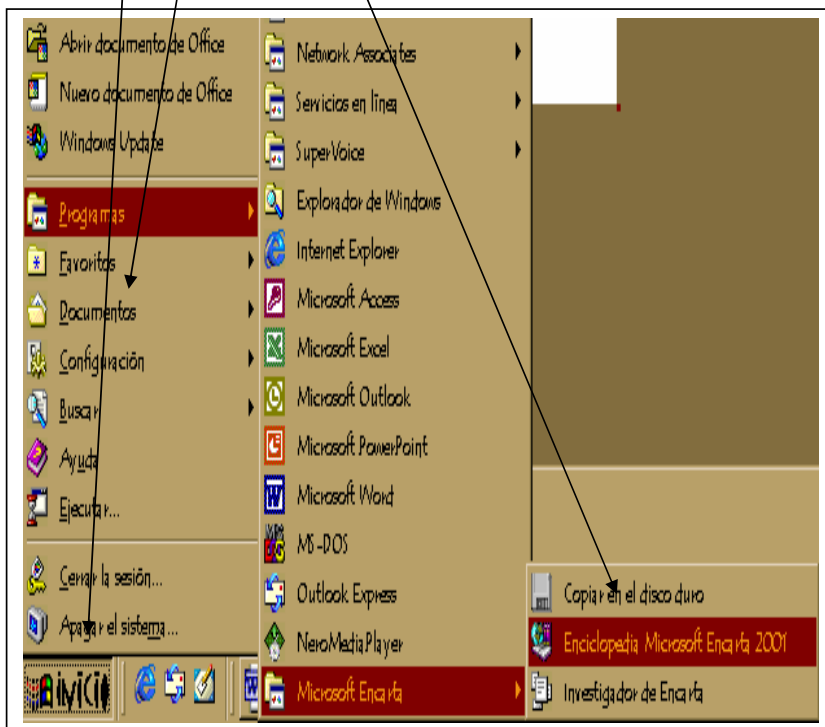 Abrir documento de Office
Nuevo documento de Office
Windows Update
Programas
Favoritos
Documentos
Configuración
Buscar
Ayuda
Ejecutar...
Cerrar la sesión...
Apagar el sistema...
Inicio
Network Associates
Servicios en línea
SuperVoice
Explorador de Windows
Internet Explorer
Microsoft Access
Microsoft Excel
Microsoft Outlook
Microsoft PowerPoint
Microsoft Word
MS-DOS
Outlook Express
NeroMediaPlayer
Microsoft Encarta
Copiar en el disco duro
Enciclopedia Microsoft Encarta 2001
Investigador de Encarta